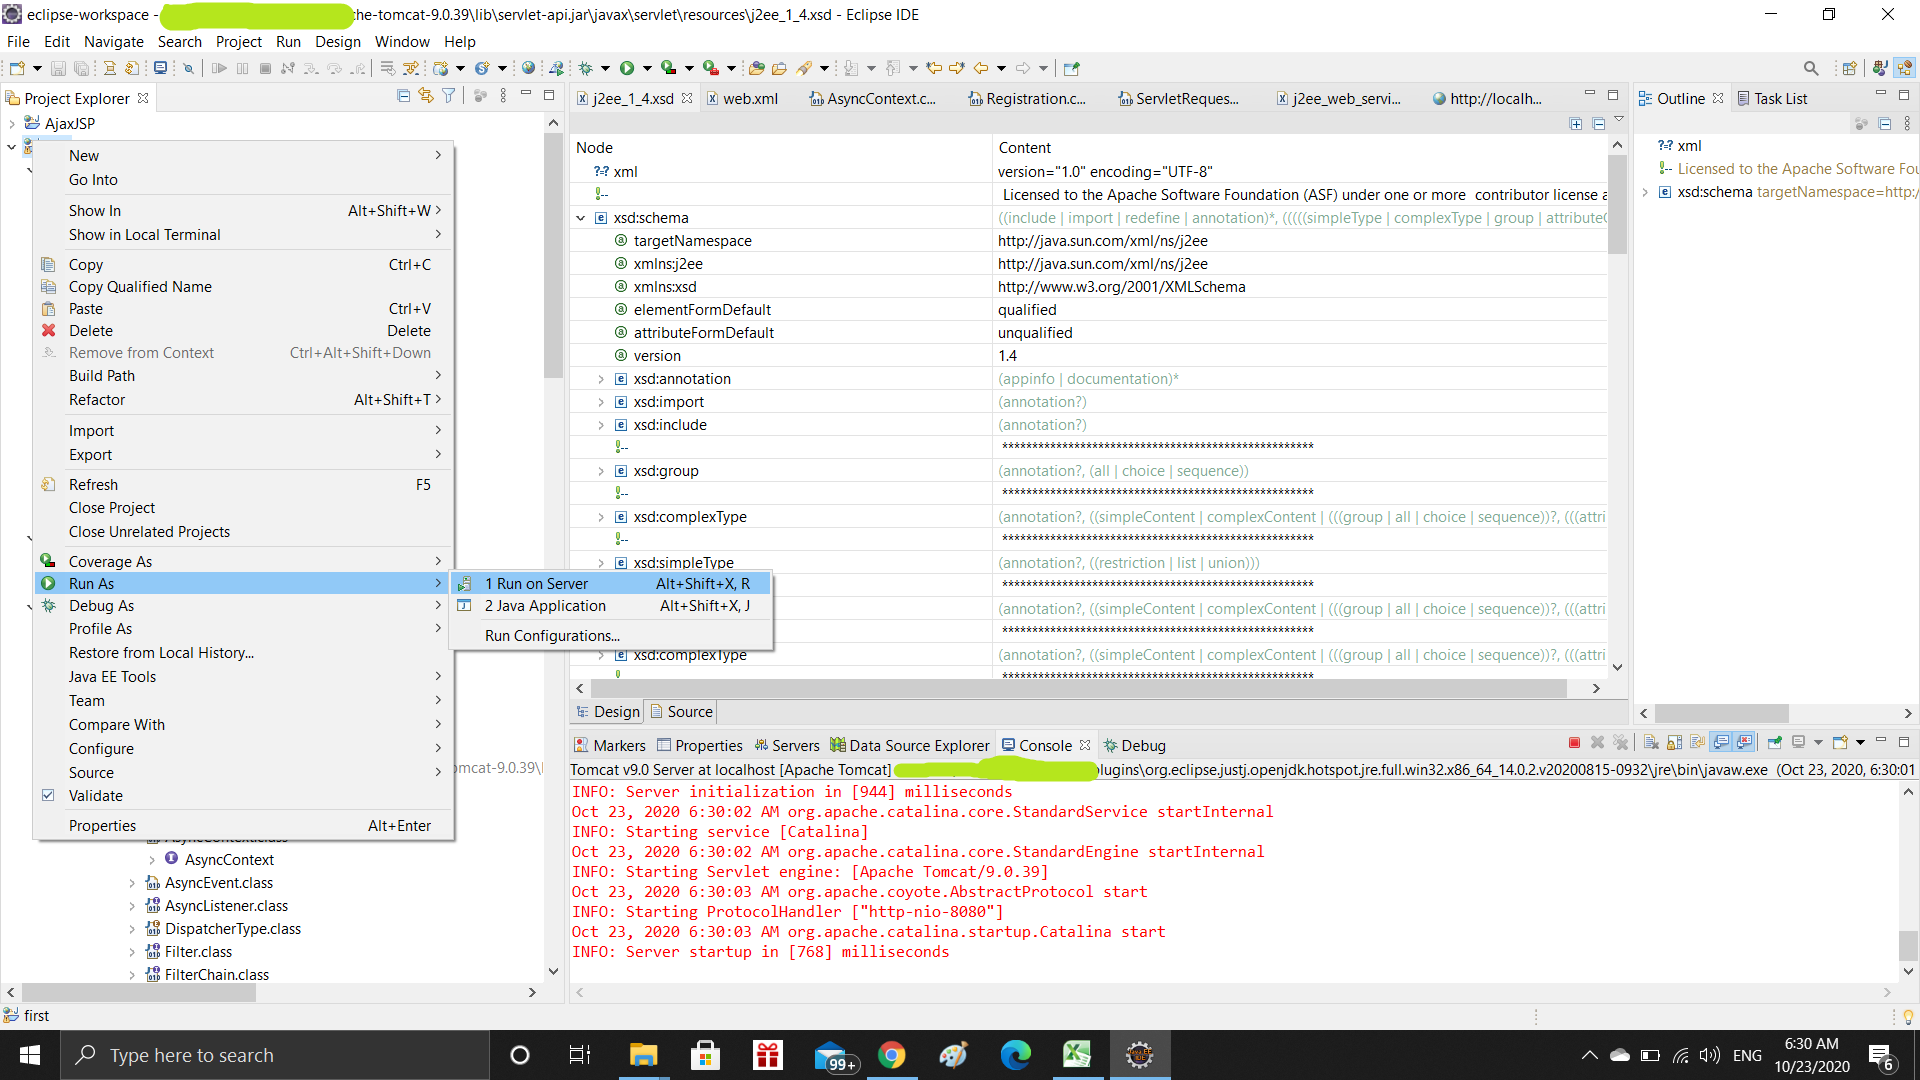 eclipse-workspace - che-tomcat-9.0.39\lib\servlet-api.jar\javax\servlet\resources\j2ee_1_4.xsd - Eclipse IDE
File Edit Navigate Search Project Run Design Window Help
Project Explorer
AjaxJSP
New
Go Into
Show In Alt+Shift+W
Show in Local Terminal
Copy Ctrl+C
Copy Qualified Name
Paste Ctrl+V
Delete Delete
Remove from Context Ctrl+Alt+Shift+Down
Build Path
Refactor Alt+Shift+T
Import
Export
Refresh F5
Close Project
Close Unrelated Projects
Coverage As
Run As
Debug As
Profile As
Restore from Local History...
Java EE Tools
Team
Compare With
Configure
Source
Validate
Properties Alt+Enter
1 Run on Server Alt+Shift+X, R
2 Java Application Alt+Shift+X, J
Run Configurations...
omcat-9.0.39\l
AsyncContext.class
AsyncContext
AsyncEvent.class
AsyncListener.class
DispatcherType.class
Filter.class
FilterChain.class
first
j2ee_1_4.xsd web.xml AsyncContext.c... Registration.c... ServletReques... j2ee_web_servi... http://localh...
Node Content
xml version="1.0" encoding="UTF-8"
Licensed to the Apache Software Foundation (ASF) under one or more contributor license a
xsd:schema ((include | import | redefine | annotation)*, (((((simpleType | complexType | group | attribute
targetNamespace http://java.sun.com/xml/ns/j2ee
xmlns:j2ee http://java.sun.com/xml/ns/j2ee
xmlns:xsd http://www.w3.org/2001/XMLSchema
elementFormDefault qualified
attributeFormDefault unqualified
version 1.4
xsd:annotation (appinfo | documentation)*
xsd:import (annotation?)
xsd:include (annotation?)
****************************************************
xsd:group (annotation?, (all | choice | sequence))
****************************************************
xsd:complexType (annotation?, ((simpleContent | complexContent | (((group | all | choice | sequence))?, (((attri
****************************************************
xsd:simpleType (annotation?, ((restriction | list | union)))
****************************************************
(annotation?, ((simpleContent | complexContent | (((group | all | choice | sequence))?, (((attri
****************************************************
xsd:complexType (annotation?, ((simpleContent | complexContent | (((group | all | choice | sequence))?, (((attri
****************************************************
Design Source
Outline Task List
xml
Licensed to the Apache Software Fou
xsd:schema targetNamespace=http:/
Markers Properties Servers Data Source Explorer Console Debug
Tomcat v9.0 Server at localhost [Apache Tomcat] plugins\org.eclipse.justj.openjdk.hotspot.jre.full.win32.x86_64_14.0.2.v20200815-0932\jre\bin\javaw.exe (Oct 23, 2020, 6:30:01
INFO: Server initialization in [944] milliseconds
Oct 23, 2020 6:30:02 AM org.apache.catalina.core.StandardService startInternal
INFO: Starting service [Catalina]
Oct 23, 2020 6:30:02 AM org.apache.catalina.core.StandardEngine startInternal
INFO: Starting Servlet engine: [Apache Tomcat/9.0.39]
Oct 23, 2020 6:30:03 AM org.apache.coyote.AbstractProtocol start
INFO: Starting ProtocolHandler ["http-nio-8080"]
Oct 23, 2020 6:30:03 AM org.apache.catalina.startup.Catalina start
INFO: Server startup in [768] milliseconds
Type here to search
99+
ENG
6:30 AM
10/23/2020
6